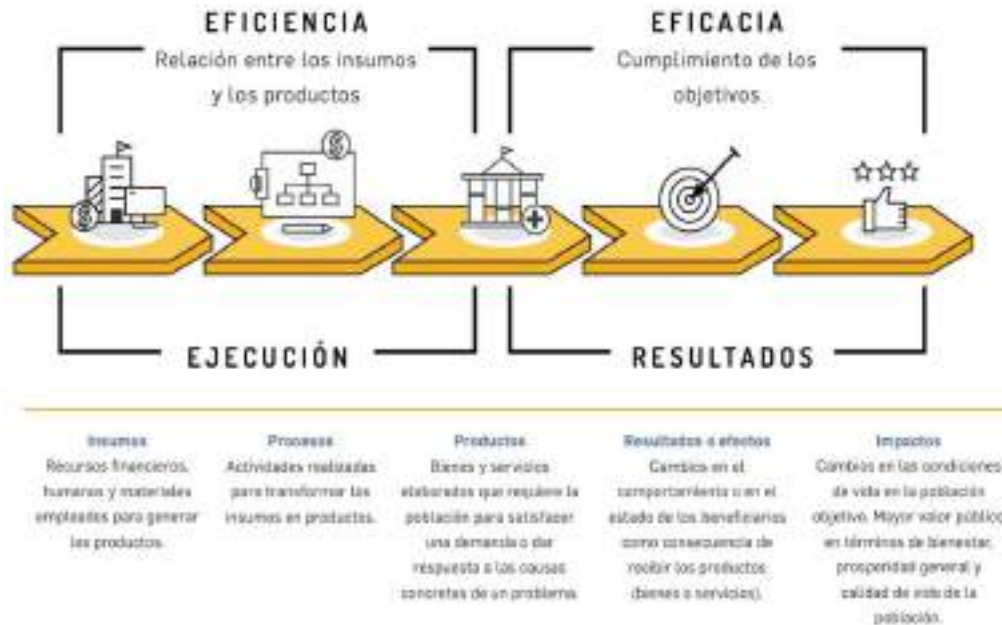 EFICIENCIA
Relación entre los insumos
y los productos
EFICACIA
Cumplimiento de los
objetivos
EJECUCIÓN
RESULTADOS
Insumos
Recursos financieros,
humanos y materiales
empleados para generar
los productos.
Procesos
Actividades realizadas
para transformar los
insumos en productos.
Productos
Bienes y servicios
elaborados que requiere la
población para satisfacer
una demanda o dar
respuesta a las causas
concretas de un problema.
Resultados o efectos
Cambios en el
comportamiento o en el
estado de los beneficiarios
como consecuencia de
recibir los productos
(bienes o servicios).
Impactos
Cambios en las condiciones
de vida en la población
objetivo. Mayor valor público
en términos de bienestar,
prosperidad general y
calidad de vida de la
población.